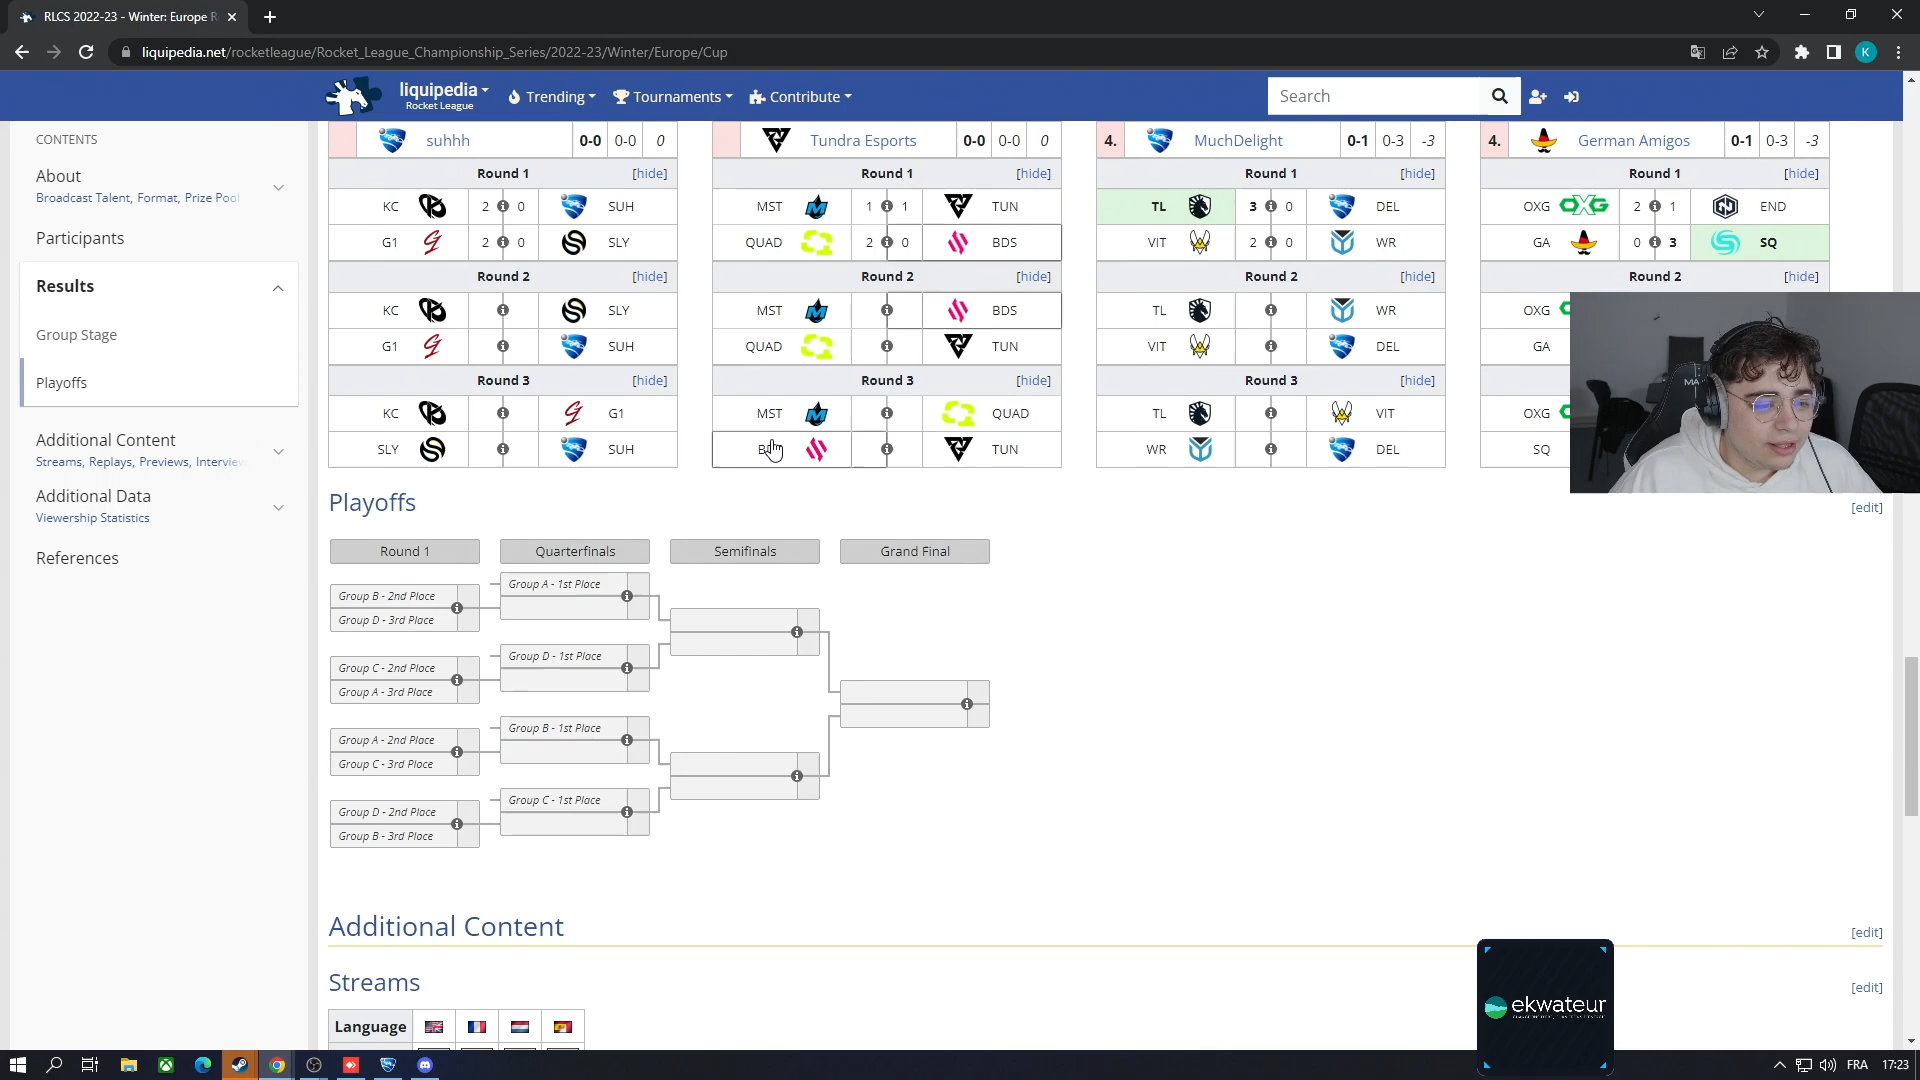 RLCS 2022-23 - Winter: Europe R
liquipedia.net/rocketleague/Rocket_League_Championship_Series/2022-23/Winter/Europe/Cup
K
liquipedia
Rocket League
Trending
Tournaments
Contribute
Search
CONTENTS
About
Broadcast Talent, Format, Prize Pool
Participants
Results
Group Stage
Playoffs
Additional Content
Streams, Replays, Previews, Interview
Additional Data
Viewership Statistics
References
suhhh 0-0 0-0 0
Round 1 [hide]
KC 2 0 SUH
G1 2 0 SLY
Round 2 [hide]
KC SLY
G1 SUH
Round 3 [hide]
KC G1
SLY SUH
Tundra Esports 0-0 0-0 0
Round 1 [hide]
MST 1 1 TUN
QUAD 2 0 BDS
Round 2 [hide]
MST BDS
QUAD TUN
Round 3 [hide]
MST QUAD
TUN
4. MuchDelight 0-1 0-3 -3
Round 1 [hide]
TL 3 0 DEL
VIT 2 0 WR
Round 2 [hide]
TL WR
VIT DEL
Round 3 [hide]
TL VIT
WR DEL
4. German Amigos 0-1 0-3 -3
Round 1 [hide]
OXG 2 1 END
GA 0 3 SQ
Round 2 [hide]
OXG
GA
OXG
SQ
Playoffs [edit]
Round 1 Quarterfinals Semifinals Grand Final
Group B - 2nd Place
Group D - 3rd Place
Group C - 2nd Place
Group A - 3rd Place
Group A - 2nd Place
Group C - 3rd Place
Group D - 2nd Place
Group B - 3rd Place
Group A - 1st Place
Group D - 1st Place
Group B - 1st Place
Group C - 1st Place
Additional Content [edit]
Streams [edit]
Language
ekwateur
FRA 17:23